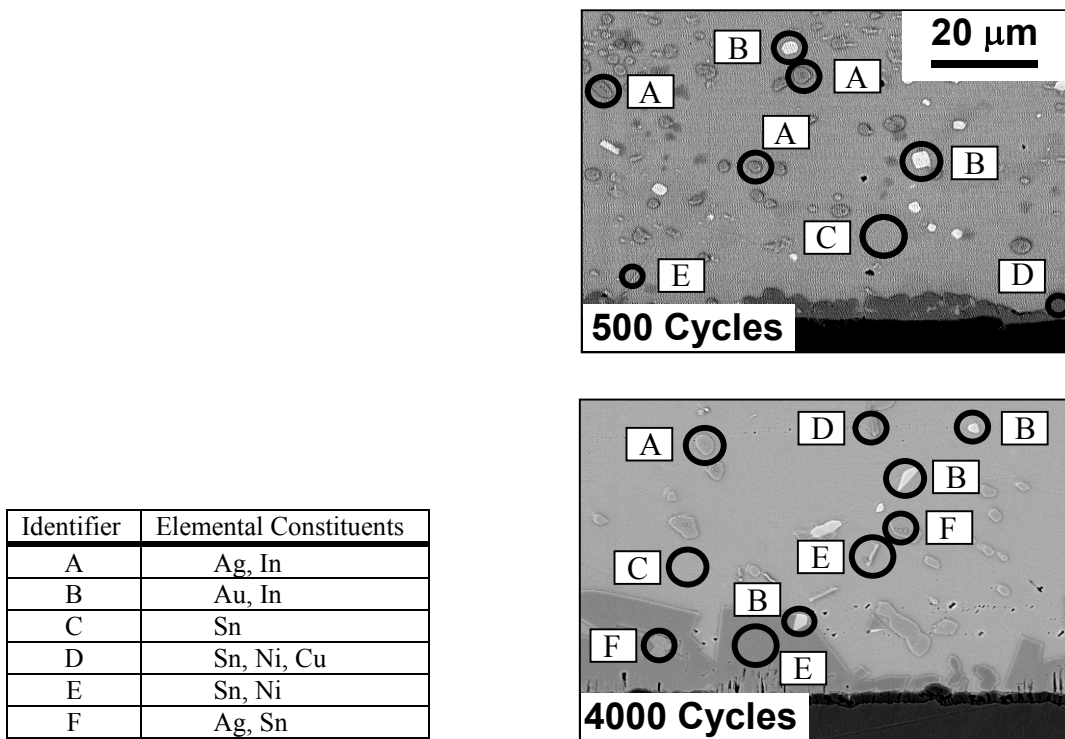 20 μm
B
A
A
A
B
C
E
D
500 Cycles
A
D
B
B
F
E
C
B
F
E
4000 Cycles
Identifier Elemental Constituents
A Ag, In
B Au, In
C Sn
D Sn, Ni, Cu
E Sn, Ni
F Ag, Sn